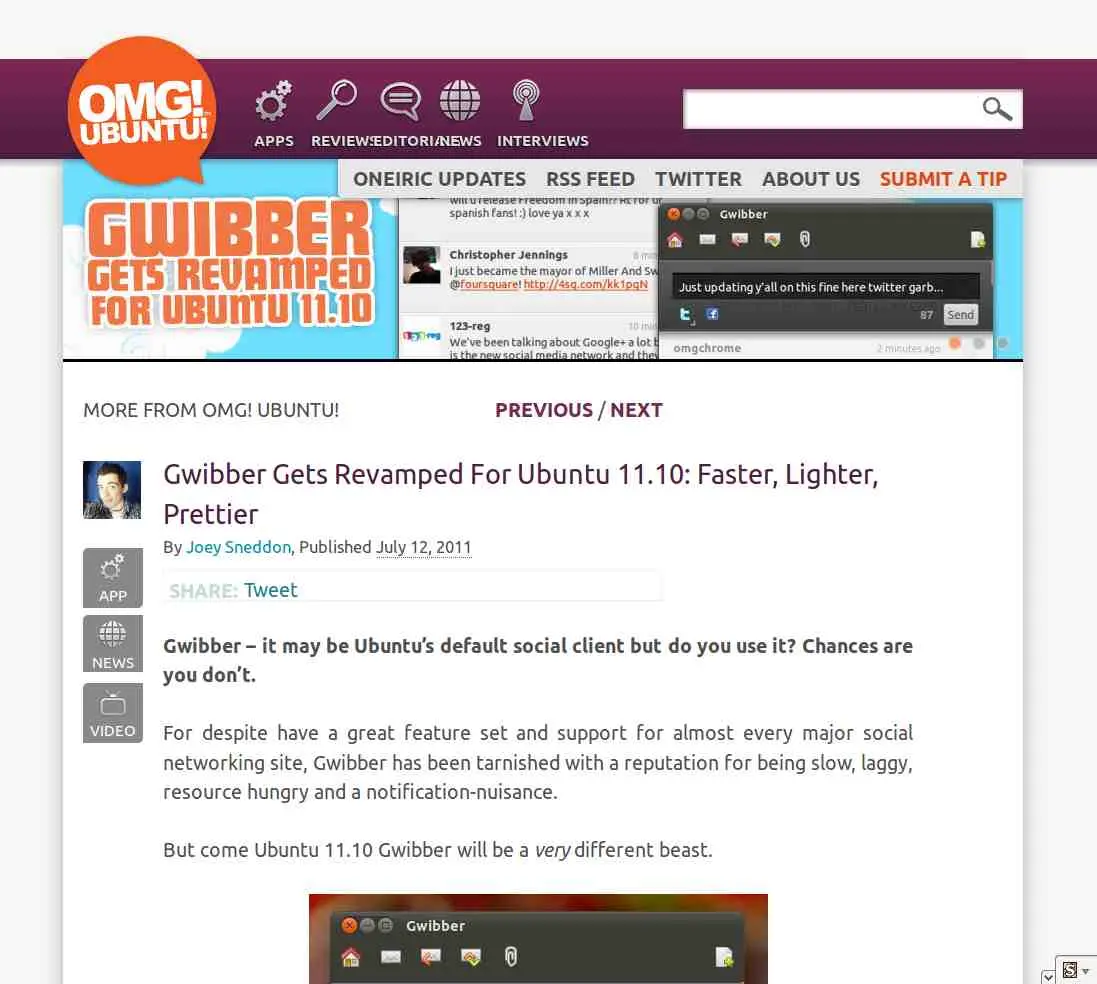 OMG!
UBUNTU!
APPS
REVIEWS
EDITORIAL
NEWS
INTERVIEWS
ONEIRIC UPDATES RSS FEED TWITTER ABOUT US SUBMIT A TIP
GWIBBER
GETS REVAMPED
FOR UBUNTU 11.10
will u release Freedom in Spain??
spanish fans! :) love ya x x x
Christopher Jennings 8 min
I just became the mayor of Miller And Sw
@foursquare! http://4sq.com/kk1pqN
123-reg 10 min
We've been talking about Google+ a lot b
is the new social media network and they
Gwibber
Just updating y'all on this fine here twitter garb...
87 Send
omgchrome 2 minutes ago
MORE FROM OMG! UBUNTU! PREVIOUS / NEXT
Gwibber Gets Revamped For Ubuntu 11.10: Faster, Lighter,
Prettier
By Joey Sneddon, Published July 12, 2011
APP
SHARE: Tweet
NEWS
VIDEO
Gwibber – it may be Ubuntu’s default social client but do you use it? Chances are
you don’t.
For despite have a great feature set and support for almost every major social
networking site, Gwibber has been tarnished with a reputation for being slow, laggy,
resource hungry and a notification-nuisance.
But come Ubuntu 11.10 Gwibber will be a very different beast.
Gwibber
S